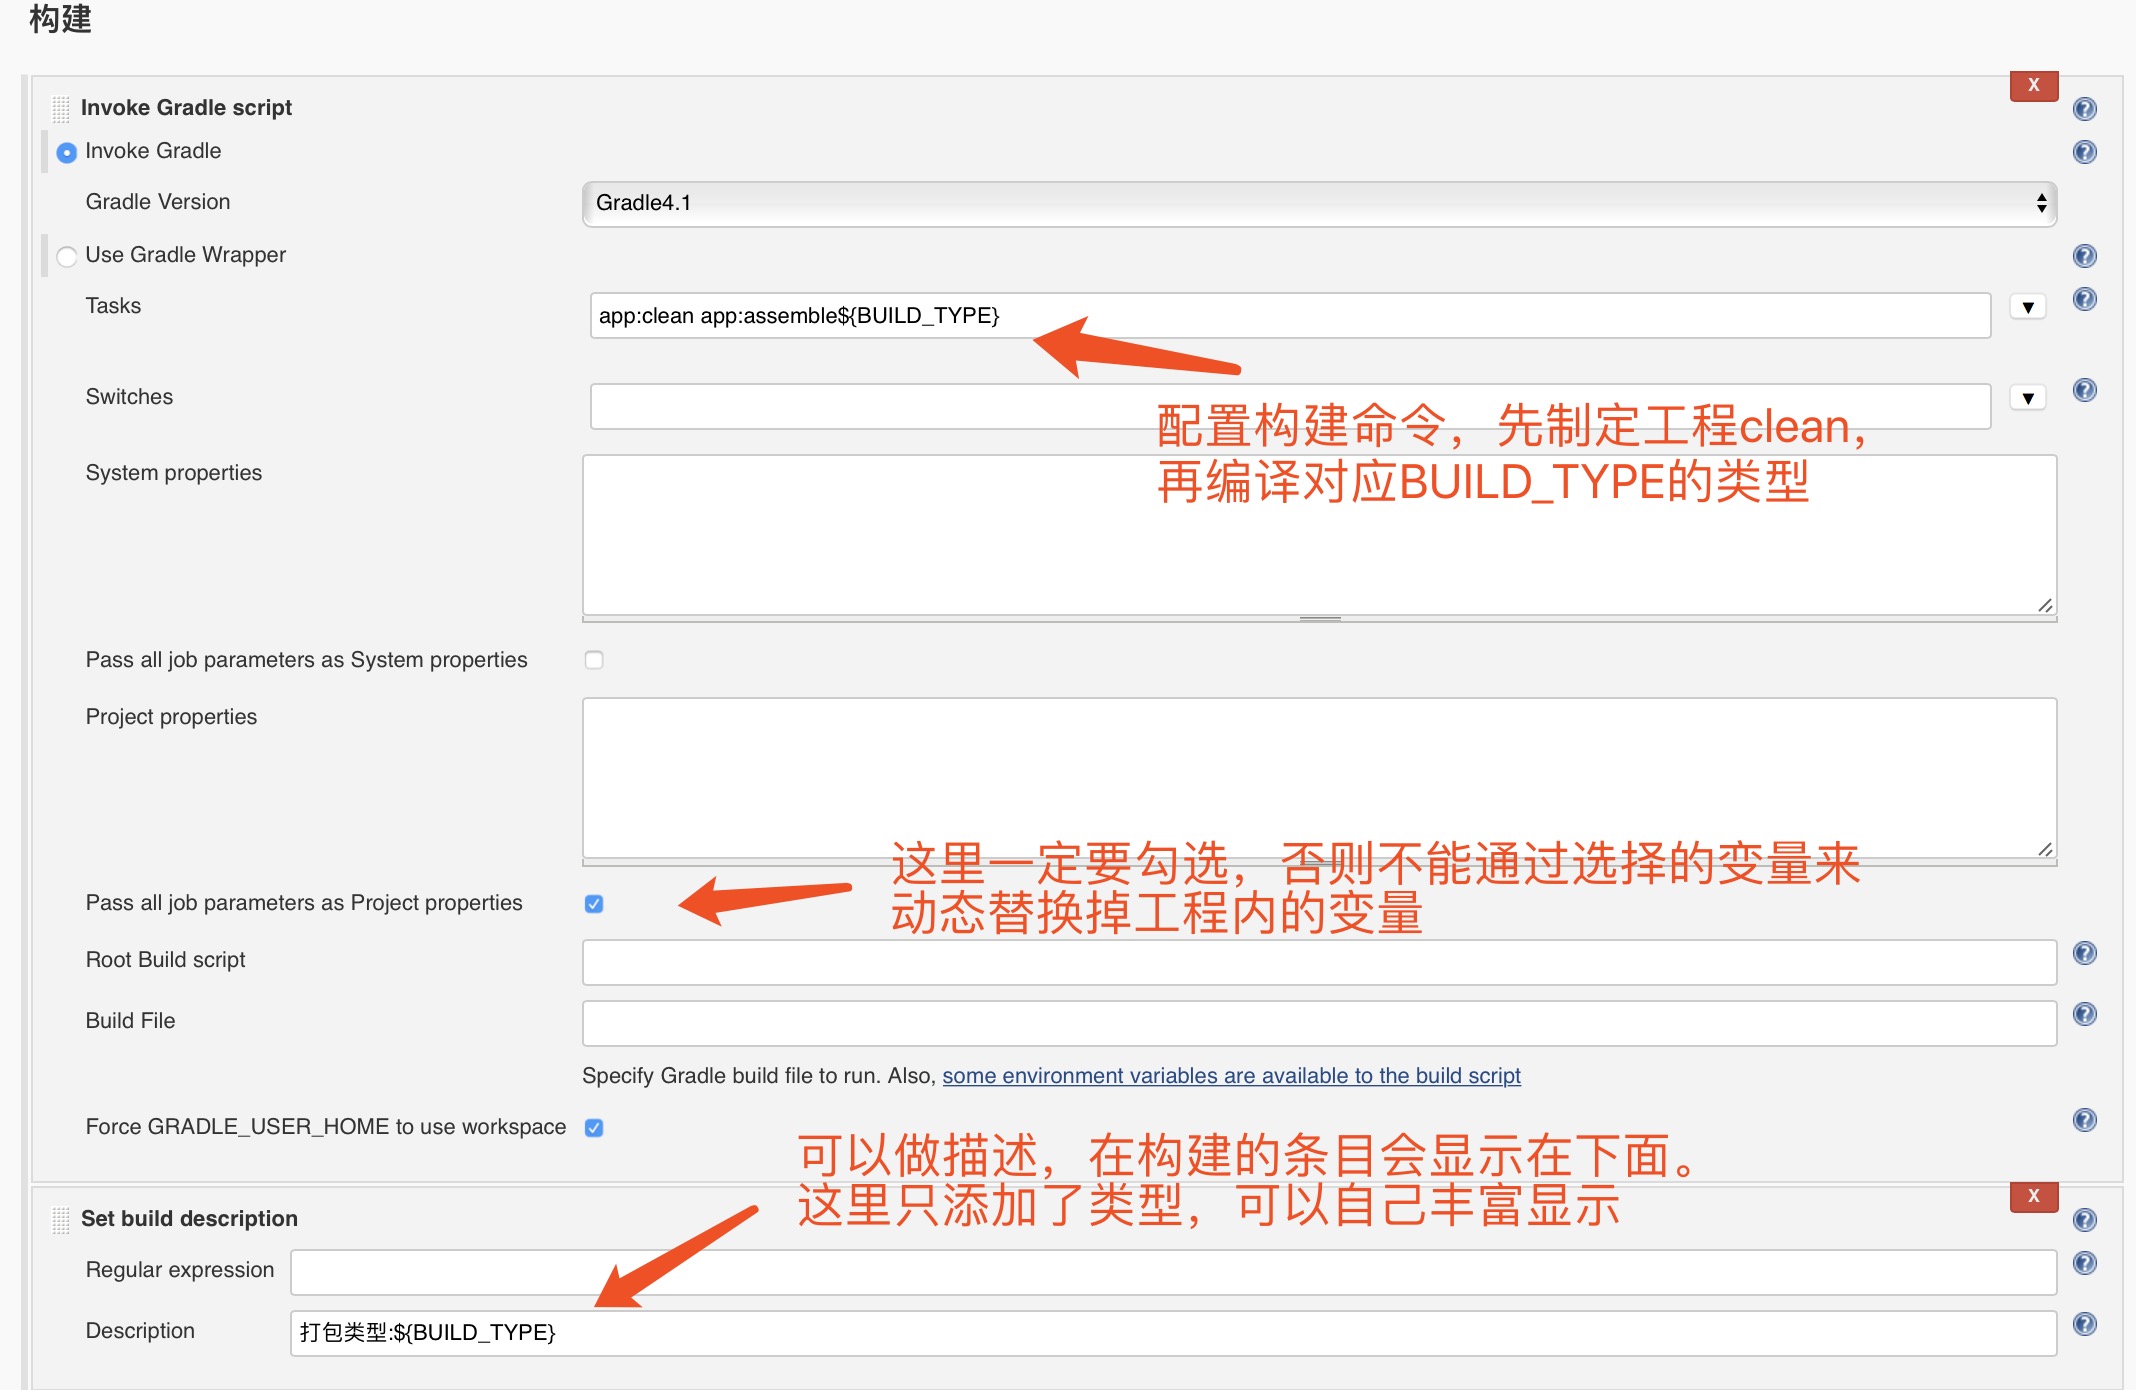 构建
X
Invoke Gradle script
Invoke Gradle
Gradle Version
Gradle4.1
Use Gradle Wrapper
Tasks
app:clean app:assemble${BUILD_TYPE}
▼
Switches
▼
配置构建命令，先制定工程clean，
再编译对应BUILD_TYPE的类型
System properties
Pass all job parameters as System properties
Project properties
这里一定要勾选，否则不能通过选择的变量来
动态替换掉工程内的变量
Pass all job parameters as Project properties
Root Build script
Build File
Specify Gradle build file to run. Also, some environment variables are available to the build script
Force GRADLE_USER_HOME to use workspace
可以做描述，在构建的条目会显示在下面。
这里只添加了类型，可以自己丰富显示
X
Set build description
Regular expression
Description
打包类型:${BUILD_TYPE}